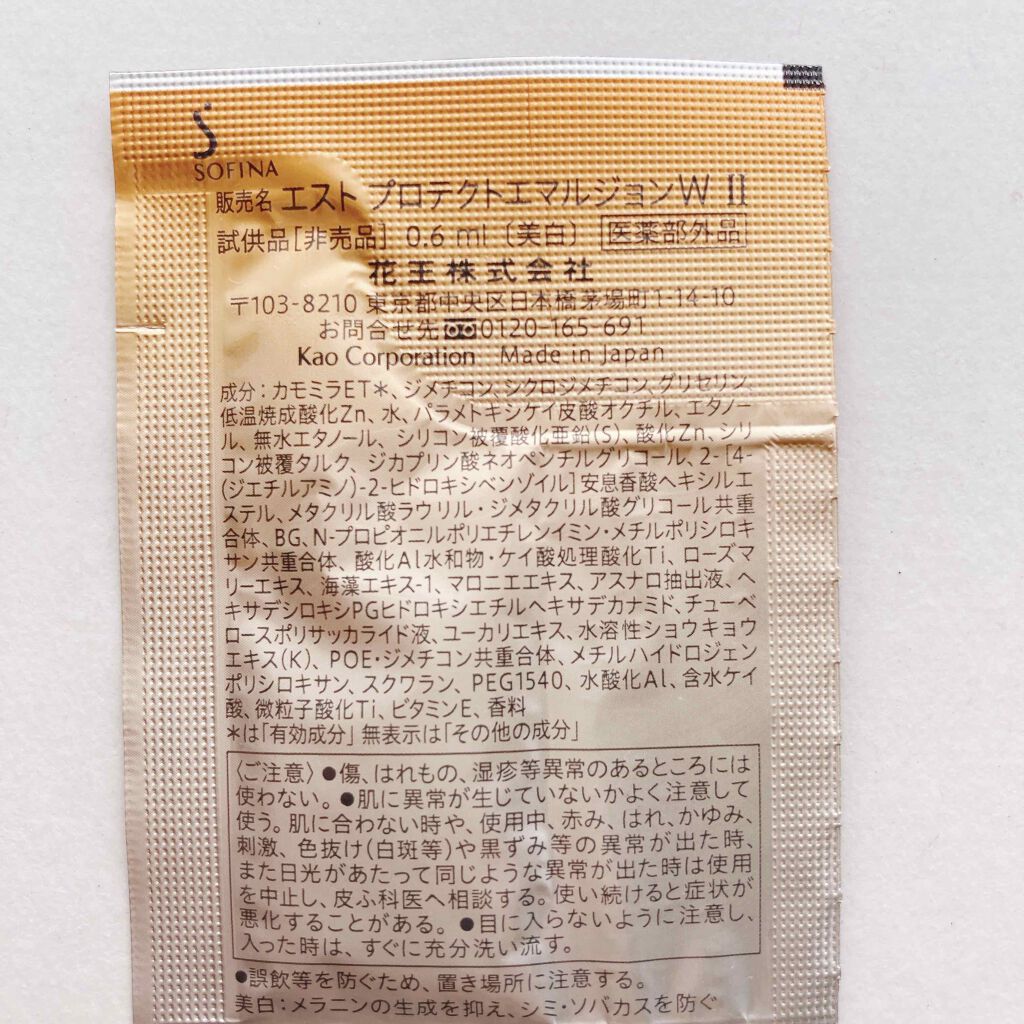 SOFINA
販売名 エスト プロテクトエマルジョンW II
試供品[非売品] 0.6 ml〔美白〕 医薬部外品
花王株式会社
〒103-8210 東京都中央区日本橋茅場町1-14-10
お問合せ先 0120-165-691
Kao Corporation Made in Japan
成分:カモミラET*、ジメチコン、シクロジメチコン、グリセリン、
低温焼成酸化Zn、水、パラメトキシケイ皮酸オクチル、エタノー
ル、無水エタノール、シリコン被覆酸化亜鉛(S)、酸化Zn、シリ
コン被覆タルク、ジカプリン酸ネオペンチルグリコール、2-[4-
(ジエチルアミノ)-2-ヒドロキシベンゾイル]安息香酸ヘキシルエ
ステル、メタクリル酸ラウリル・ジメタクリル酸グリコール共重
合体、BG、N-プロピオニルポリエチレンイミン・メチルポリシロキ
サン共重合体、酸化Al水和物・ケイ酸処理酸化Ti、ローズマ
リーエキス、海藻エキス-1、マロニエエキス、アスナロ抽出液、ヘ
キサデシロキシPGヒドロキシエチルヘキサデカナミド、チューベ
ロースポリサッカライド液、ユーカリエキス、水溶性ショウキョウ
エキス(K)、POE・ジメチコン共重合体、メチルハイドロジェン
ポリシロキサン、スクワラン、PEG1540、水酸化Al、含水ケイ
酸、微粒子酸化Ti、ビタミンE、香料
*は「有効成分」無表示は「その他の成分」
〈ご注意〉●傷、はれもの、湿疹等異常のあるところには
使わない。●肌に異常が生じていないかよく注意して
使う。肌に合わない時や、使用中、赤み、はれ、かゆみ、
刺激、色抜け(白斑等)や黒ずみ等の異常が出た時、
また日光があたって同じような異常が出た時は使用
を中止し、皮ふ科医へ相談する。使い続けると症状が
悪化することがある。●目に入らないように注意し、
入った時は、すぐに充分洗い流す。
●誤飲等を防ぐため、置き場所に注意する。
美白:メラニンの生成を抑え、シミ・ソバカスを防ぐ